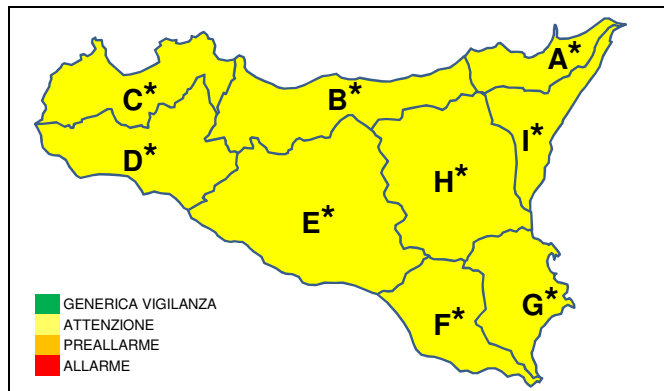 A*
C*
B*
I*
D*
H*
E*
G*
F*
GENERICA VIGILANZA
ATTENZIONE
PREALLARME
ALLARME